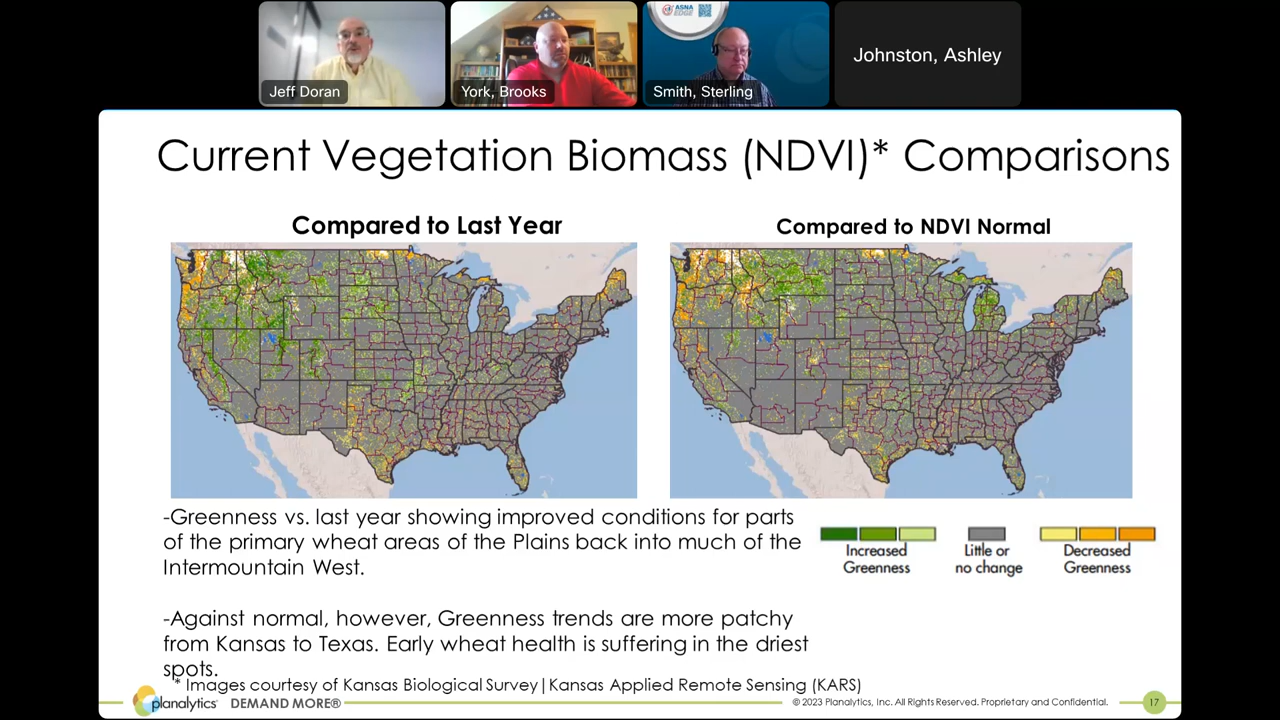 ASNA
EDGE
Jeff Doran
York, Brooks
Smith, Sterling
Johnston, Ashley
Current Vegetation Biomass (NDVI)* Comparisons
Compared to Last Year
Compared to NDVI Normal
-Greenness vs. last year showing improved conditions for parts
of the primary wheat areas of the Plains back into much of the
Intermountain West.
Increased
Greenness
Little or
no change
Decreased
Greenness
-Against normal, however, Greenness trends are more patchy
from Kansas to Texas. Early wheat health is suffering in the driest
spots.
* Images courtesy of Kansas Biological Survey|Kansas Applied Remote Sensing (KARS)
planalytics DEMAND MORE®
© 2023 Planalytics, Inc. All Rights Reserved. Proprietary and Confidential.
17